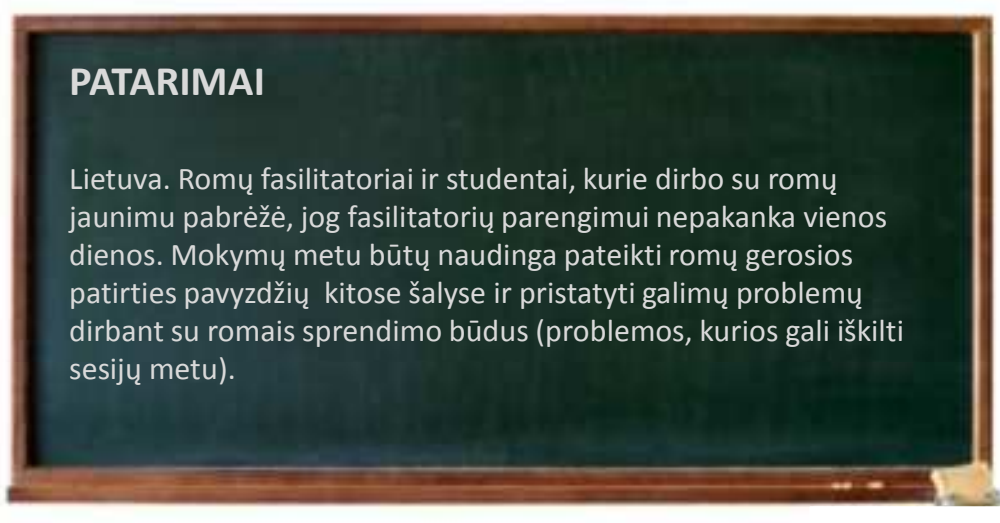 PATARIMAI
Lietuva. Romų fasilitatoriai ir studentai, kurie dirbo su romų
jaunimu pabrėžė, jog fasilitatorių parengimui nepakanka vienos
dienos. Mokymų metu būtų naudinga pateikti romų gerosios
patirties pavyzdžių  kitose šalyse ir pristatyti galimų problemų
dirbant su romais sprendimo būdus (problemos, kurios gali iškilti
sesijų metu).